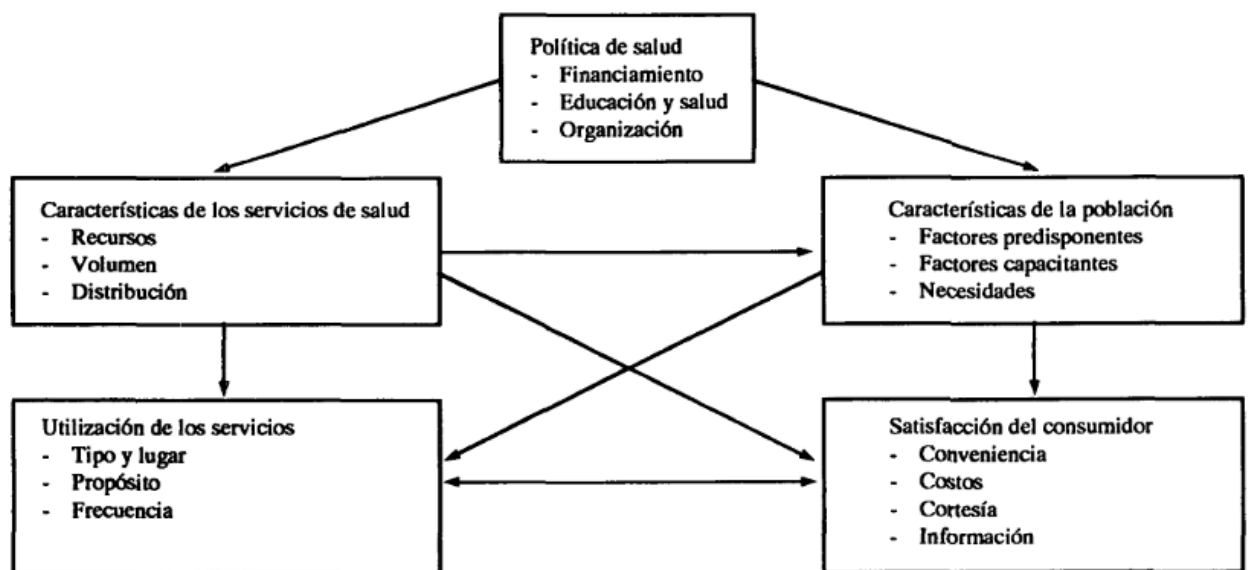 Política de salud
- Financiamiento
- Educación y salud
- Organización
Características de los servicios de salud
- Recursos
- Volumen
- Distribución
Características de la población
- Factores predisponentes
- Factores capacitantes
- Necesidades
Utilización de los servicios
- Tipo y lugar
- Propósito
- Frecuencia
Satisfacción del consumidor
- Conveniencia
- Costos
- Cortesía
- Información